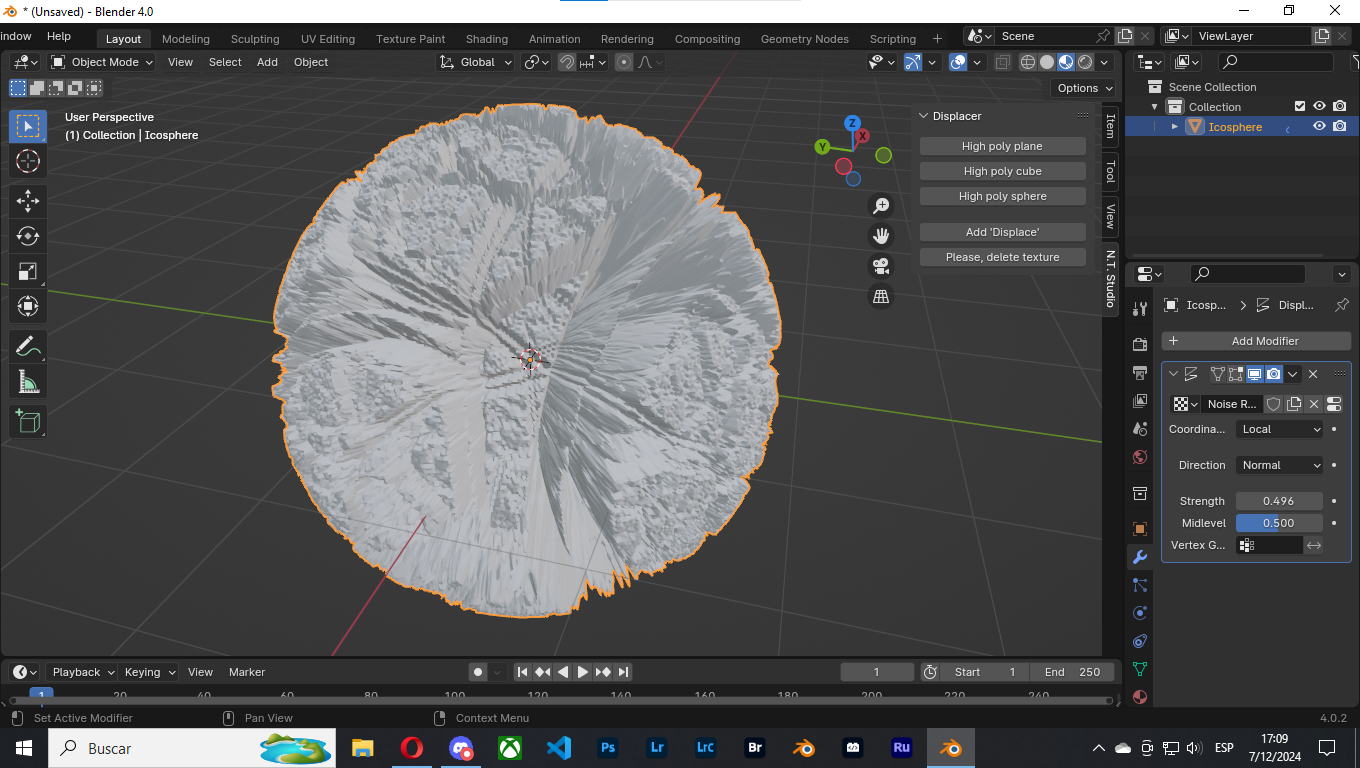 * (Unsaved) - Blender 4.0
indow Help Layout Modeling Sculpting UV Editing Texture Paint Shading Animation Rendering Compositing Geometry Nodes Scripting + Scene ViewLayer
Object Mode View Select Add Object Global
Options
User Perspective
(1) Collection | Icosphere
Z
X
Y
Displacer
High poly plane
High poly cube
High poly sphere
Add 'Displace'
Please, delete texture
Item
Tool
View
N.T. Studio
Scene Collection
Collection
Icosphere
Icosp... > Displ...
+ Add Modifier
Noise R...
Coordina... Local
Direction Normal
Strength 0.496
Midlevel 0.500
Vertex G...
Playback Keying View Marker 1 Start 1 End 250
1 20 40 60 80 100 120 140 160 180 200 220 240
Set Active Modifier Pan View Context Menu 4.0.2
Buscar Ps Lr LrC Br Ru ESP 17:09
7/12/2024